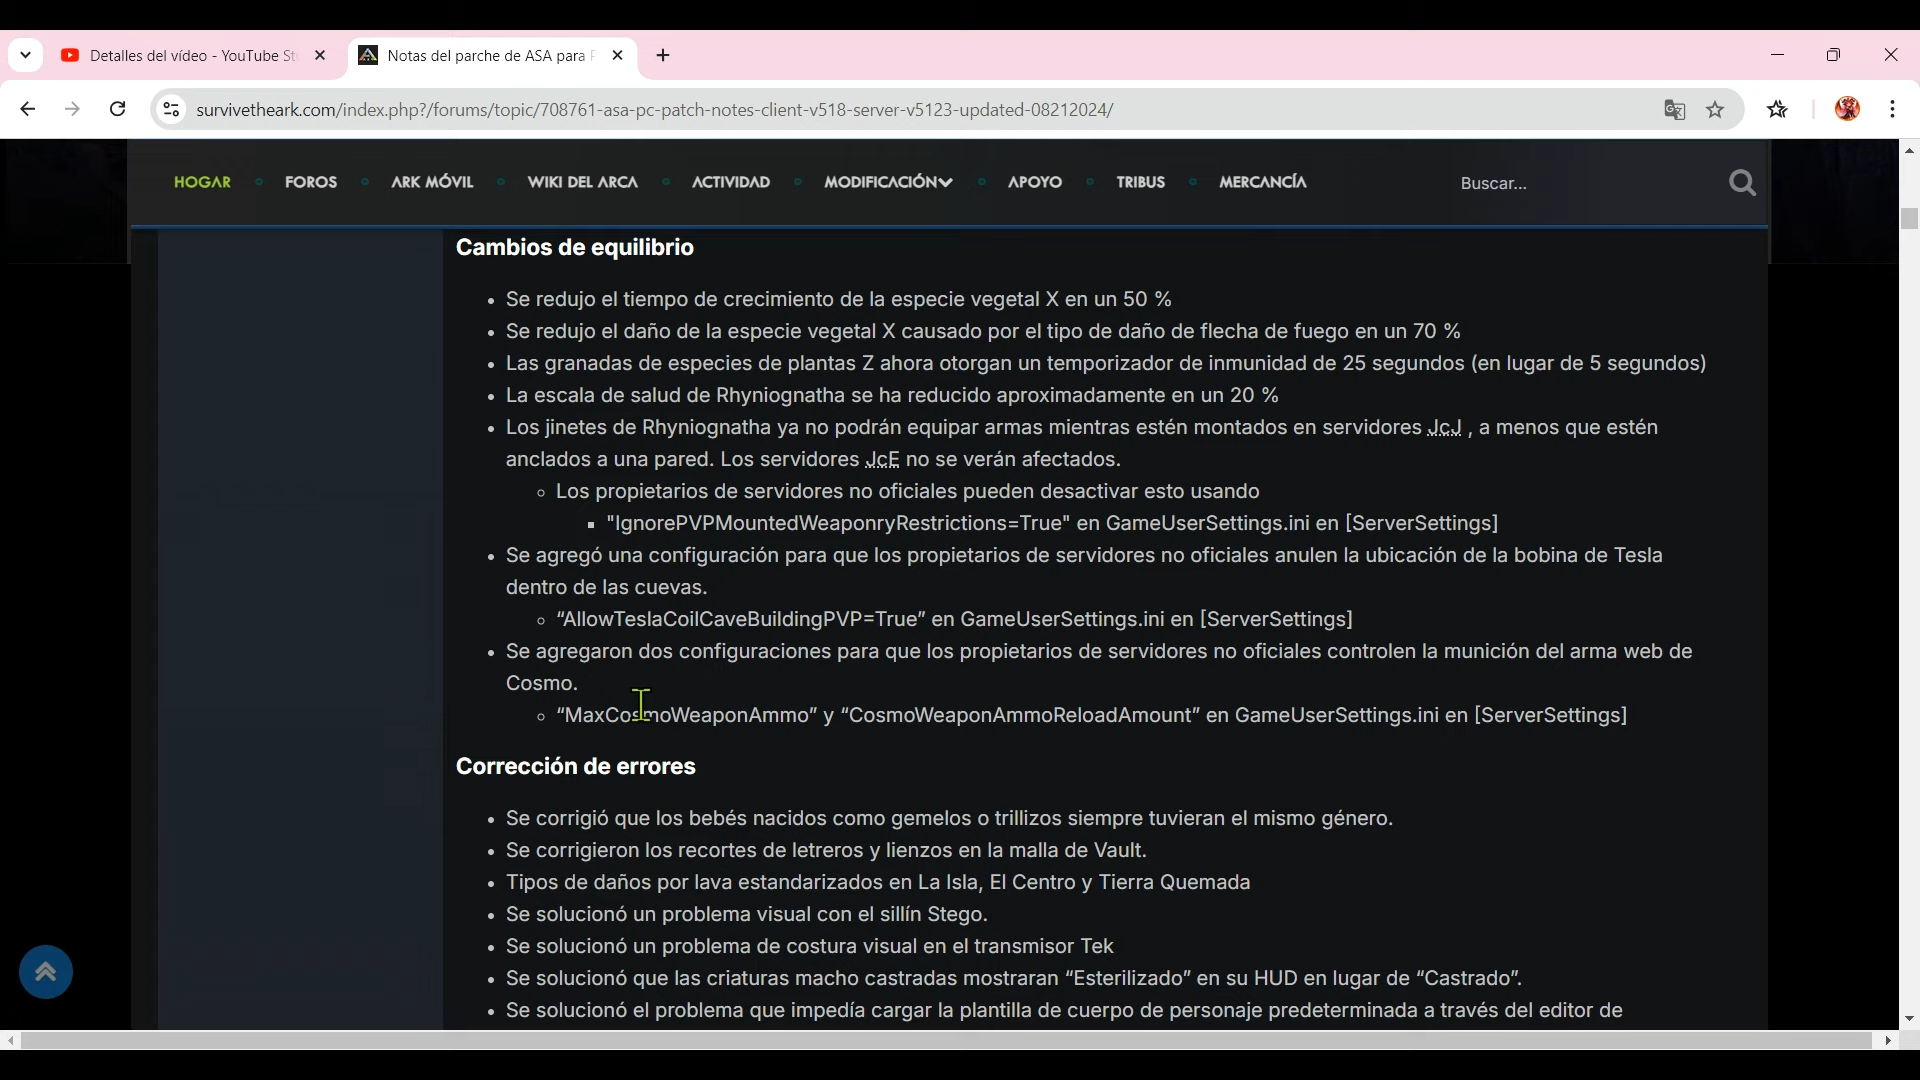 Detalles del vídeo - YouTube St
Notas del parche de ASA para P
survivetheark.com/index.php?/forums/topic/708761-asa-pc-patch-notes-client-v518-server-v5123-updated-08212024/
HOGAR
FOROS
ARK MÓVIL
WIKI DEL ARCA
ACTIVIDAD
MODIFICACIÓN
APOYO
TRIBUS
MERCANCÍA
Buscar...
Cambios de equilibrio
Se redujo el tiempo de crecimiento de la especie vegetal X en un 50 %
Se redujo el daño de la especie vegetal X causado por el tipo de daño de flecha de fuego en un 70 %
Las granadas de especies de plantas Z ahora otorgan un temporizador de inmunidad de 25 segundos (en lugar de 5 segundos)
La escala de salud de Rhyniognatha se ha reducido aproximadamente en un 20 %
Los jinetes de Rhyniognatha ya no podrán equipar armas mientras estén montados en servidores JcJ , a menos que estén
anclados a una pared. Los servidores JcE no se verán afectados.
Los propietarios de servidores no oficiales pueden desactivar esto usando
"IgnorePVPMountedWeaponryRestrictions=True" en GameUserSettings.ini en [ServerSettings]
Se agregó una configuración para que los propietarios de servidores no oficiales anulen la ubicación de la bobina de Tesla
dentro de las cuevas.
“AllowTeslaCoilCaveBuildingPVP=True” en GameUserSettings.ini en [ServerSettings]
Se agregaron dos configuraciones para que los propietarios de servidores no oficiales controlen la munición del arma web de
Cosmo.
“MaxCosmoWeaponAmmo” y “CosmoWeaponAmmoReloadAmount” en GameUserSettings.ini en [ServerSettings]
Corrección de errores
Se corrigió que los bebés nacidos como gemelos o trillizos siempre tuvieran el mismo género.
Se corrigieron los recortes de letreros y lienzos en la malla de Vault.
Tipos de daños por lava estandarizados en La Isla, El Centro y Tierra Quemada
Se solucionó un problema visual con el sillín Stego.
Se solucionó un problema de costura visual en el transmisor Tek
Se solucionó que las criaturas macho castradas mostraran “Esterilizado” en su HUD en lugar de “Castrado”.
Se solucionó el problema que impedía cargar la plantilla de cuerpo de personaje predeterminada a través del editor de